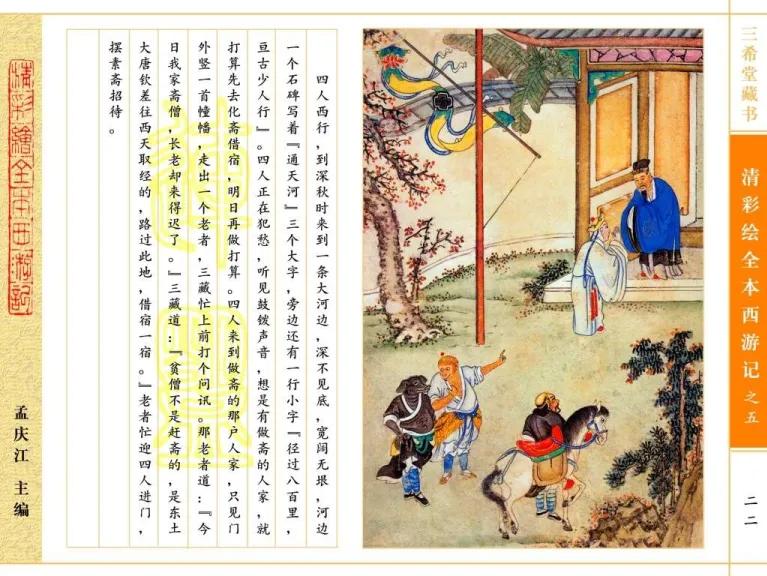 三希堂藏书
清彩绘全本西游记之五
二二
四人西行，到深秋时来到一条大河边，深不见底，宽阔无垠，河边
一个石碑写着『通天河』三个大字，旁边还有一行小字『径过八百里，
亘古少人行』。四人正在犯愁，听见鼓钹声音，想是有做斋的人家，就
打算先去化斋借宿，明日再做打算。四人来到做斋的那户人家，只见门
外竖一首幢幡，走出一个老者，三藏忙上前打个问讯。那老者道：『今
日我家斋僧，长老却来得迟了。』三藏道：『贫僧不是赶斋的，是东土
大唐钦差往西天取经的，路过此地，借宿一宿。』老者忙迎四人进门，
摆素斋招待。
清彩繪全本西游記
孟庆江 主编